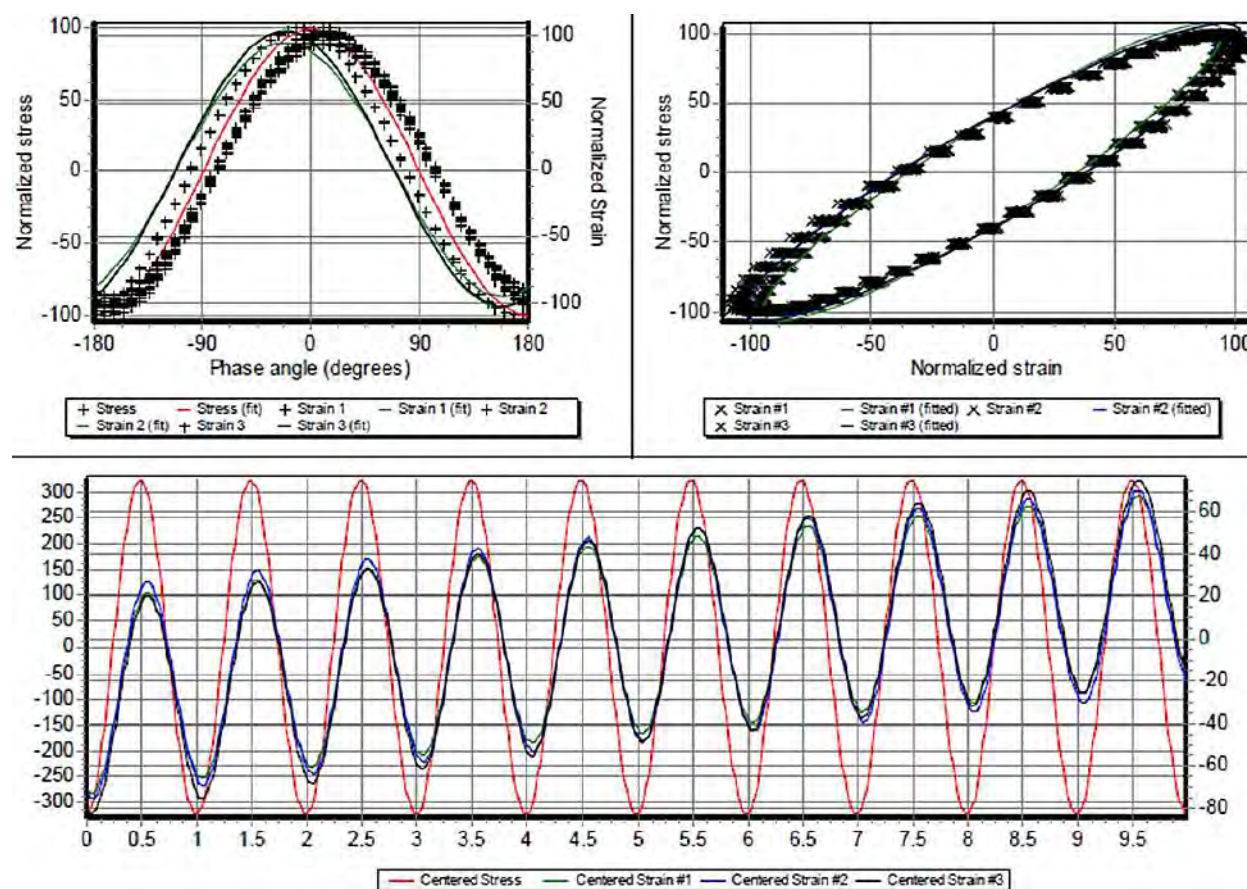 100
50
0
-50
-100
100
50
0
-50
-100
Normalized stress
Normalized Strain
-180 -90 0 90 180
Phase angle (degrees)
Stress Stress (fit) Strain 1 Strain 1 (fit) Strain 2
Strain 2 (fit) Strain 3 Strain 3 (fit)
100
50
0
-50
-100
Normalized stress
-100 -50 0 50 100
Normalized strain
Strain #1 Strain #1 (fitted) Strain #2 Strain #2 (fitted)
Strain #3 Strain #3 (fitted)
300
250
200
150
100
50
0
-50
-100
-150
-200
-250
-300
60
40
20
0
-20
-40
-60
-80
0 0.5 1 1.5 2 2.5 3 3.5 4 4.5 5 5.5 6 6.5 7 7.5 8 8.5 9 9.5
Centered Stress Centered Strain #1 Centered Strain #2 Centered Strain #3